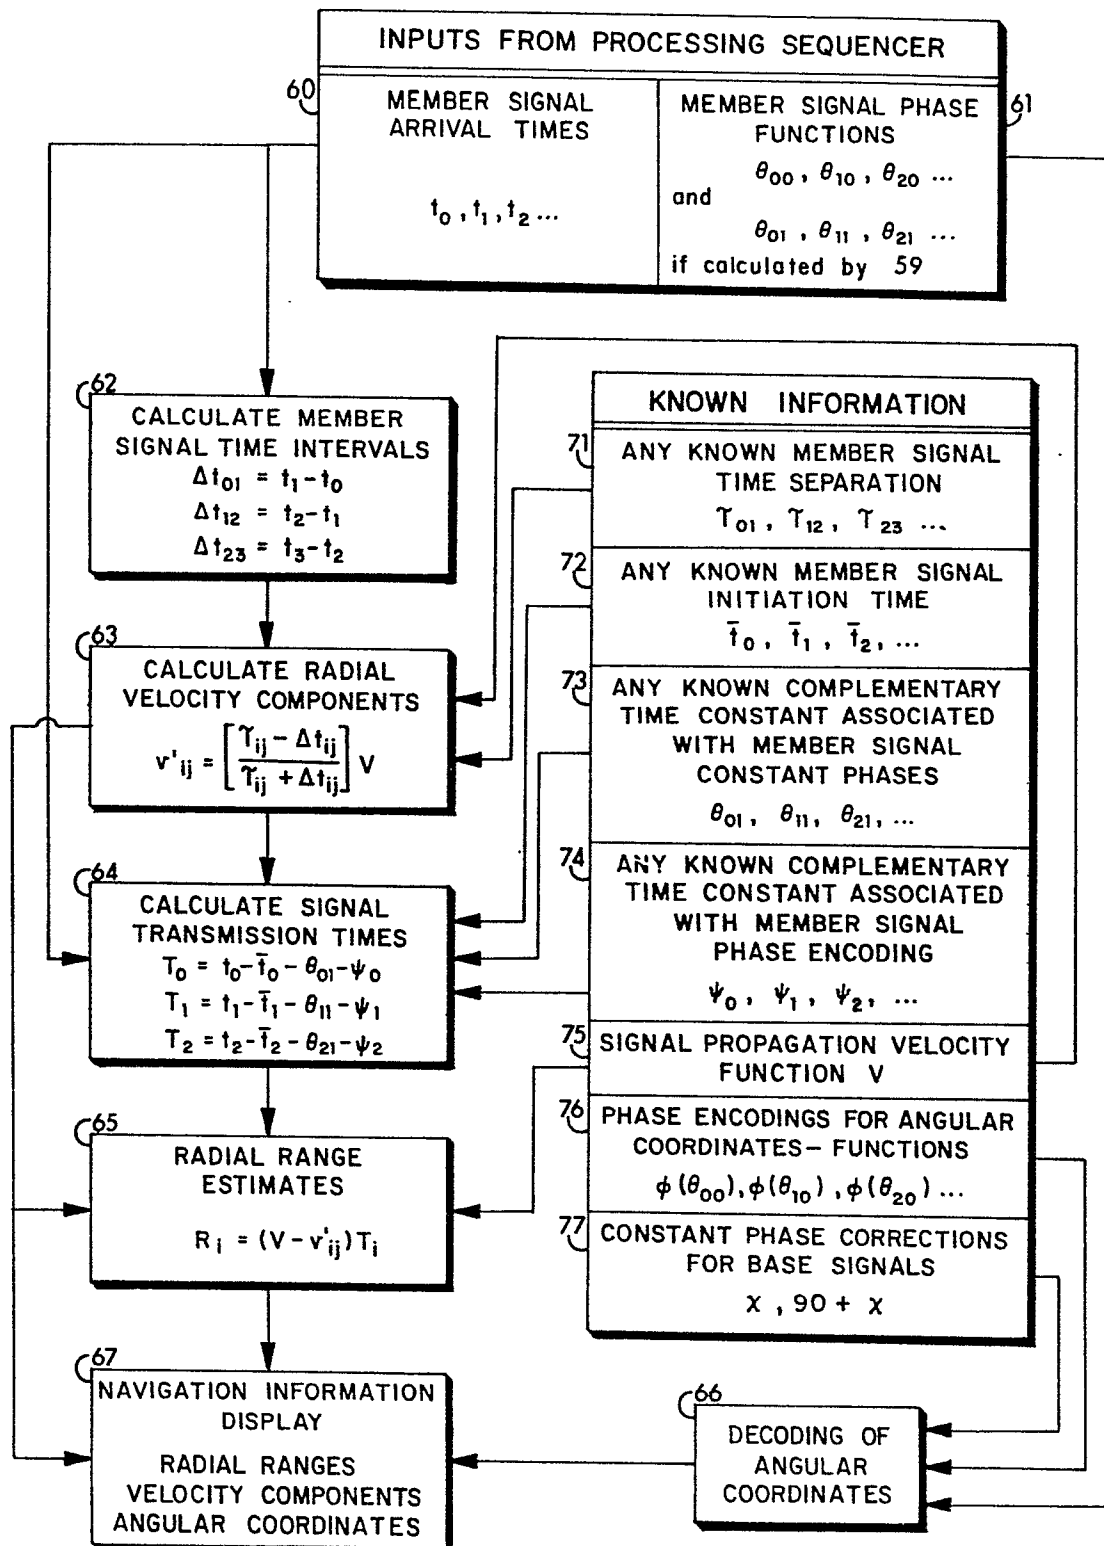 INPUTS FROM PROCESSING SEQUENCER
60
MEMBER SIGNAL
ARRIVAL TIMES
t₀ , t₁ , t₂ ...
61
MEMBER SIGNAL PHASE
FUNCTIONS
θ₀₀ , θ₁₀ , θ₂₀ ...
and
θ₀₁ , θ₁₁ , θ₂₁ ...
if calculated by 59
62
CALCULATE MEMBER
SIGNAL TIME INTERVALS
Δt₀₁ = t₁ - t₀
Δt₁₂ = t₂ - t₁
Δt₂₃ = t₃ - t₂
63
CALCULATE RADIAL
VELOCITY COMPONENTS
v'ij = [ (Tij - Δtij) / (Tij + Δtij) ] V
64
CALCULATE SIGNAL
TRANSMISSION TIMES
T₀ = t₀ - t̄₀ - θ₀₁ - ψ₀
T₁ = t₁ - t̄₁ - θ₁₁ - ψ₁
T₂ = t₂ - t̄₂ - θ₂₁ - ψ₂
65
RADIAL RANGE
ESTIMATES
Ri = (V - v'ij) Ti
67
NAVIGATION INFORMATION
DISPLAY
RADIAL RANGES
VELOCITY COMPONENTS
ANGULAR COORDINATES
KNOWN INFORMATION
71
ANY KNOWN MEMBER SIGNAL
TIME SEPARATION
T₀₁ , T₁₂ , T₂₃ ...
72
ANY KNOWN MEMBER SIGNAL
INITIATION TIME
t̄₀ , t̄₁ , t̄₂ , ...
73
ANY KNOWN COMPLEMENTARY
TIME CONSTANT ASSOCIATED
WITH MEMBER SIGNAL
CONSTANT PHASES
θ₀₁ , θ₁₁ , θ₂₁ , ...
74
ANY KNOWN COMPLEMENTARY
TIME CONSTANT ASSOCIATED
WITH MEMBER SIGNAL
PHASE ENCODING
ψ₀ , ψ₁ , ψ₂ , ...
75
SIGNAL PROPAGATION VELOCITY
FUNCTION V
76
PHASE ENCODINGS FOR ANGULAR
COORDINATES - FUNCTIONS
φ(θ₀₀) , φ(θ₁₀) , φ(θ₂₀) ...
77
CONSTANT PHASE CORRECTIONS
FOR BASE SIGNALS
χ , 90 + χ
66
DECODING OF
ANGULAR
COORDINATES